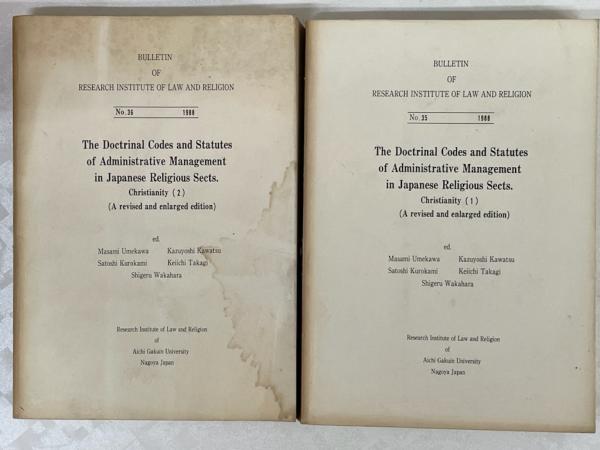 BULLETIN
OF
RESEARCH INSTITUTE OF LAW AND RELIGION
No.36 1988
The Doctrinal Codes and Statutes
of Administrative Management
in Japanese Religious Sects.
Christianity (2)
(A revised and enlarged edition)
ed.
Masami Umekawa Kazuyoshi Kawatsu
Satoshi Kurokami Keiichi Takagi
Shigeru Wakahara
Research Institute of Law and Religion
of
Aichi Gakuin University
Nagoya Japan
BULLETIN
OF
RESEARCH INSTITUTE OF LAW AND RELIGION
No.35 1988
The Doctrinal Codes and Statutes
of Administrative Management
in Japanese Religious Sects.
Christianity (1)
(A revised and enlarged edition)
ed.
Masami Umekawa Kazuyoshi Kawatsu
Satoshi Kurokami Keiichi Takagi
Shigeru Wakahara
Research Institute of Law and Religion
of
Aichi Gakuin University
Nagoya Japan